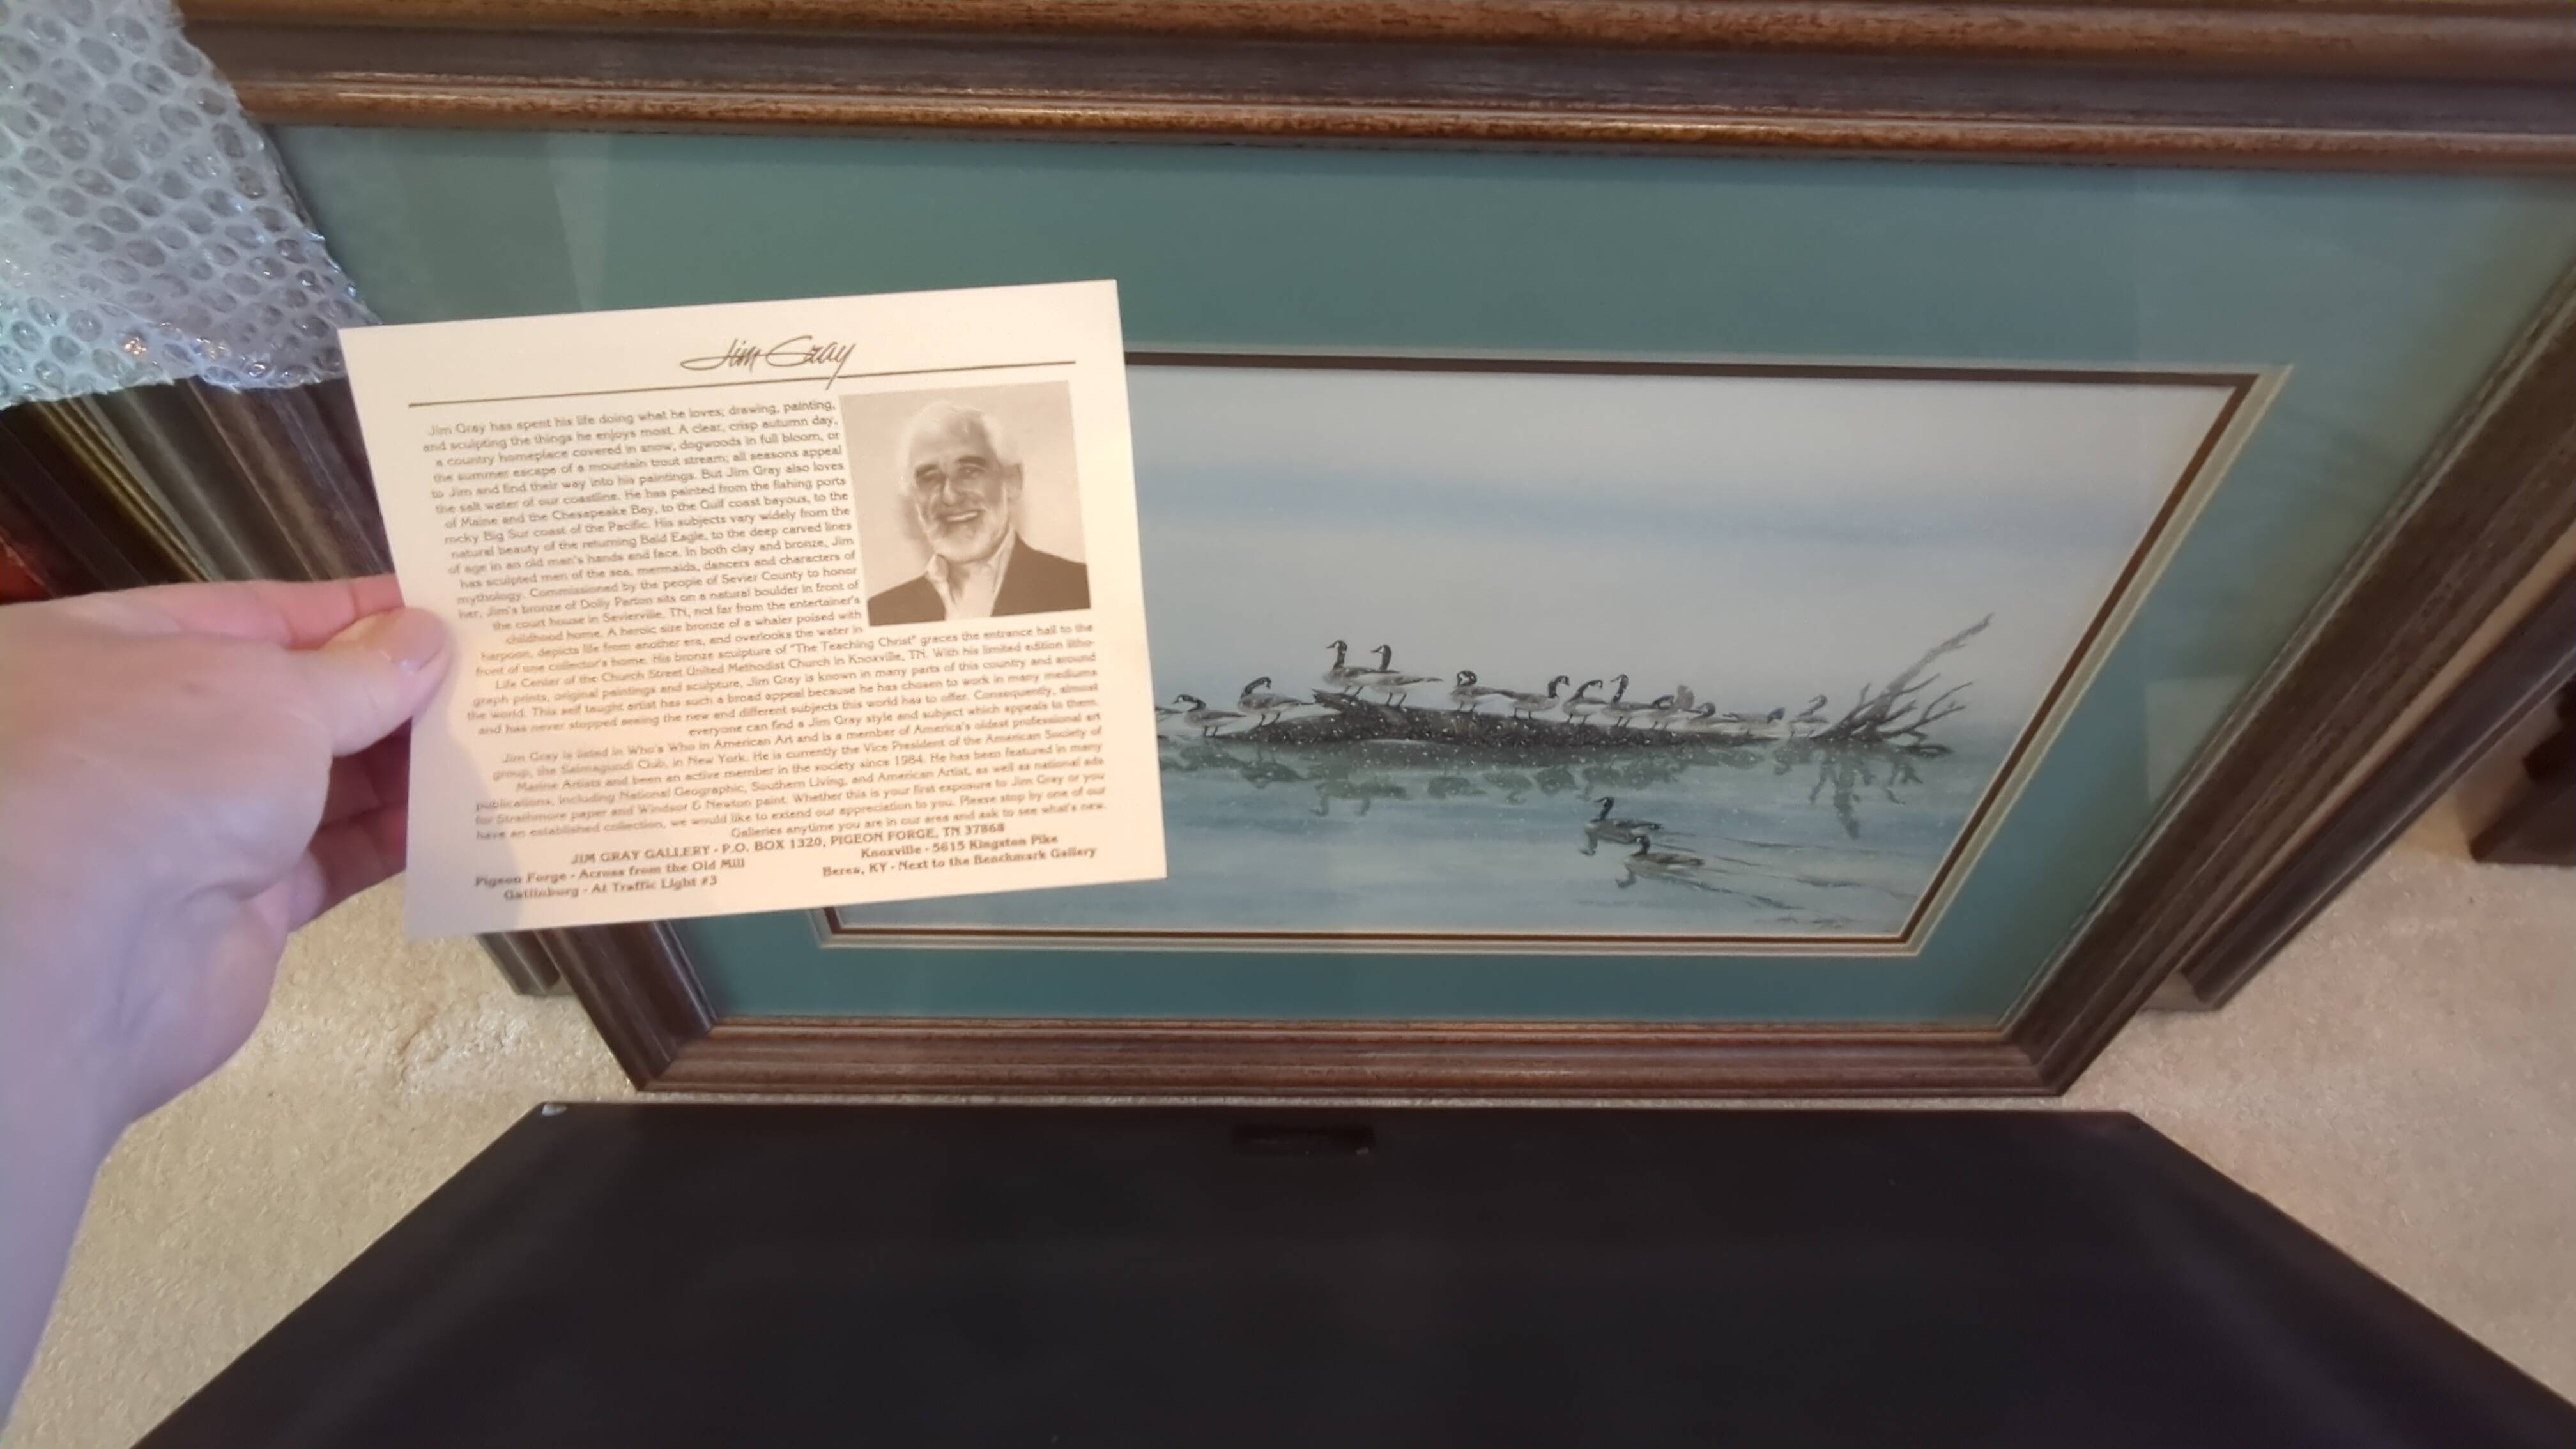 Jim Gray
Jim Gray has spent his life doing what he loves; drawing, painting,
and sculpting the things he enjoys most. A clear, crisp autumn day,
a country homeplace covered in snow, dogwoods in full bloom, or
the summer escape of a mountain trout stream; all seasons appeal
to Jim and find their way into his paintings. But Jim Gray also loves
the salt water of our coastline. He has painted from the fishing ports
of Maine and the Chesapeake Bay, to the Gulf coast bayous, to the
rocky Big Sur coast of the Pacific. His subjects vary widely from the
natural beauty of the returning Bald Eagle, to the deep carved lines
of age in an old man's hands and face. In both clay and bronze, Jim
has sculpted men of the sea, mermaids, dancers and characters of
mythology. Commissioned by the people of Sevier County to honor
her, Jim's bronze of Dolly Parton sits on a natural boulder in front of
the court house in Sevierville, TN, not far from the entertainer's
childhood home. A heroic size bronze of a whaler poised with
harpoon, depicts life from another era, and overlooks the water in
front of one collector's home. His bronze sculpture of "The Teaching Christ" graces the entrance hall to the
Life Center of the Church Street United Methodist Church in Knoxville, TN. With his limited edition litho-
graph prints, original paintings and sculpture, Jim Gray is known in many parts of this country and around
the world. This self taught artist has such a broad appeal because he has chosen to work in many mediums
and has never stopped seeing the new and different subjects this world has to offer. Consequently, almost
everyone can find a Jim Gray style and subject which appeals to them.
Jim Gray is listed in Who's Who in American Art and is a member of America's oldest professional art
group, the Salmagundi Club, in New York. He is currently the Vice President of the American Society of
Marine Artists and been an active member in the society since 1984. He has been featured in many
publications, including National Geographic, Southern Living, and American Artist, as well as national ads
for Strathmore paper and Windsor & Newton paint. Whether this is your first exposure to Jim Gray or you
have an established collection, we would like to extend our appreciation to you. Please stop by one of our
Galleries anytime you are in our area and ask to see what's new.
JIM GRAY GALLERY - P.O. BOX 1320, PIGEON FORGE, TN 37868
Pigeon Forge - Across from the Old Mill
Knoxville - 5615 Kingston Pike
Gatlinburg - At Traffic Light #3
Berea, KY - Next to the Benchmark Gallery